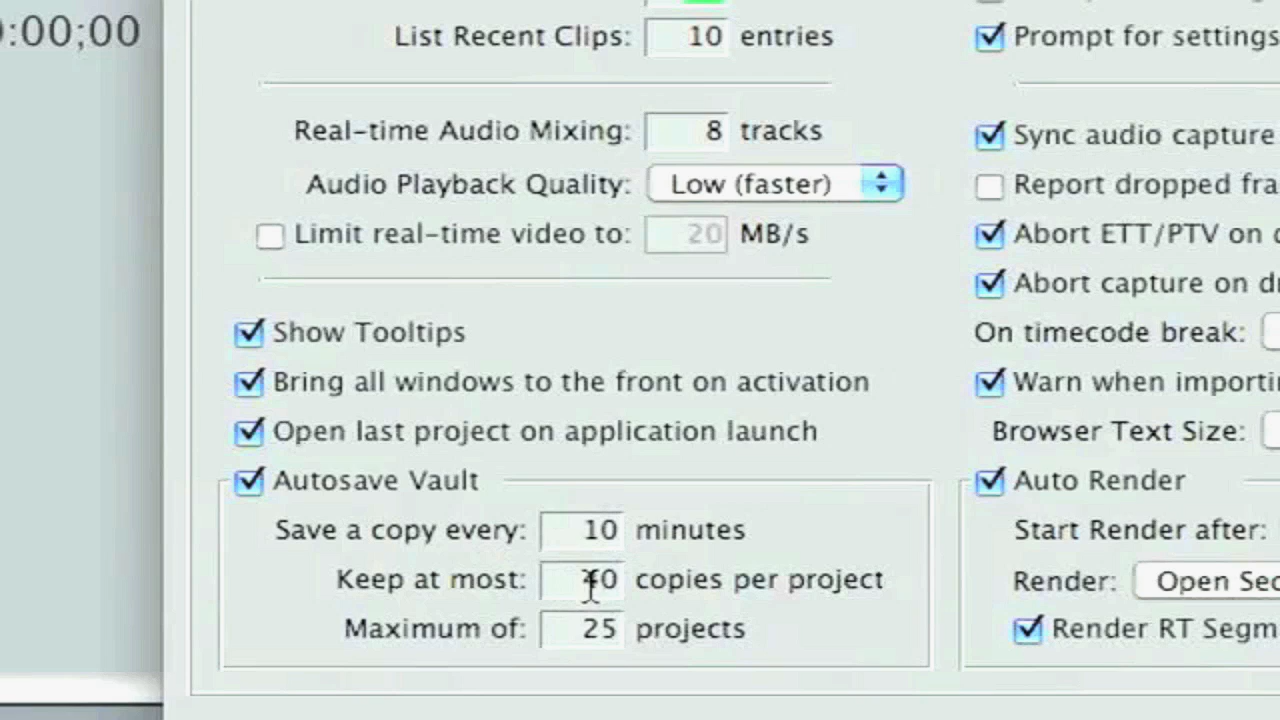 0:00;00
List Recent Clips: 10 entries
Prompt for settings
Real-time Audio Mixing: 8 tracks
Audio Playback Quality: Low (faster)
Limit real-time video to: 20 MB/s
Sync audio capture
Report dropped fra
Abort ETT/PTV on d
Abort capture on dr
On timecode break:
Show Tooltips
Bring all windows to the front on activation
Open last project on application launch
Warn when importi
Browser Text Size:
Autosave Vault
Save a copy every: 10 minutes
Keep at most: copies per project
Maximum of: 25 projects
Auto Render
Start Render after:
Render: Open Sec
Render RT Segm